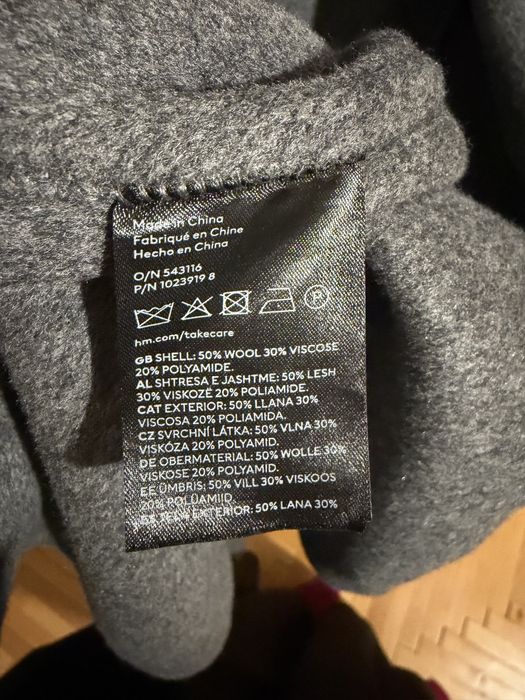 Made in China
Fabriqué en Chine
Hecho en China
O/N 543116
P/N 1023919 8
P
hm.com/takecare
GB SHELL: 50% WOOL 30% VISCOSE
20% POLYAMIDE.
AL SHTRESA E JASHTME: 50% LESH
30% VISKOZË 20% POLIAMIDE.
CAT EXTERIOR: 50% LLANA 30%
VISCOSA 20% POLIAMIDA.
CZ SVRCHNÍ LÁTKA: 50% VLNA 30%
VISKÓZA 20% POLYAMID.
DE OBERMATERIAL: 50% WOLLE 30%
VISKOSE 20% POLYAMID.
EE ÜMBRIS: 50% VILL 30% VISKOOS
20% POLÜAMIID.
EXTERIOR: 50% LANA 30%